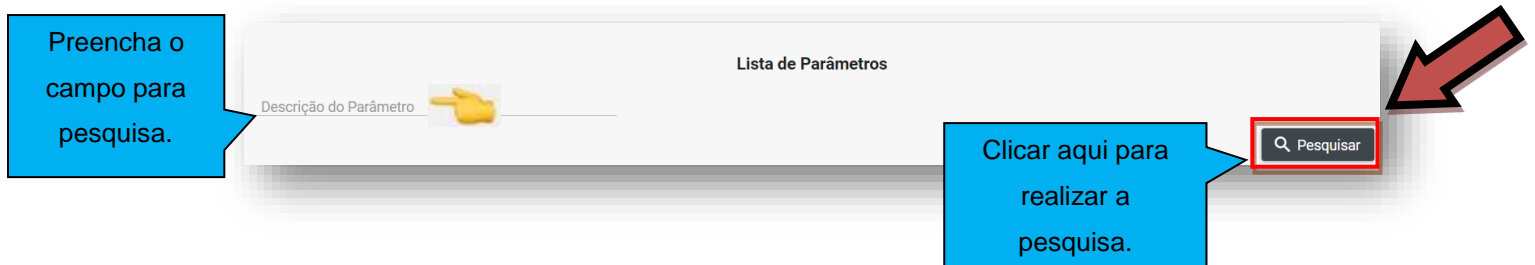 Preencha o
campo para
pesquisa.
Lista de Parâmetros
Descrição do Parâmetro
Clicar aqui para
realizar a
pesquisa.
Pesquisar